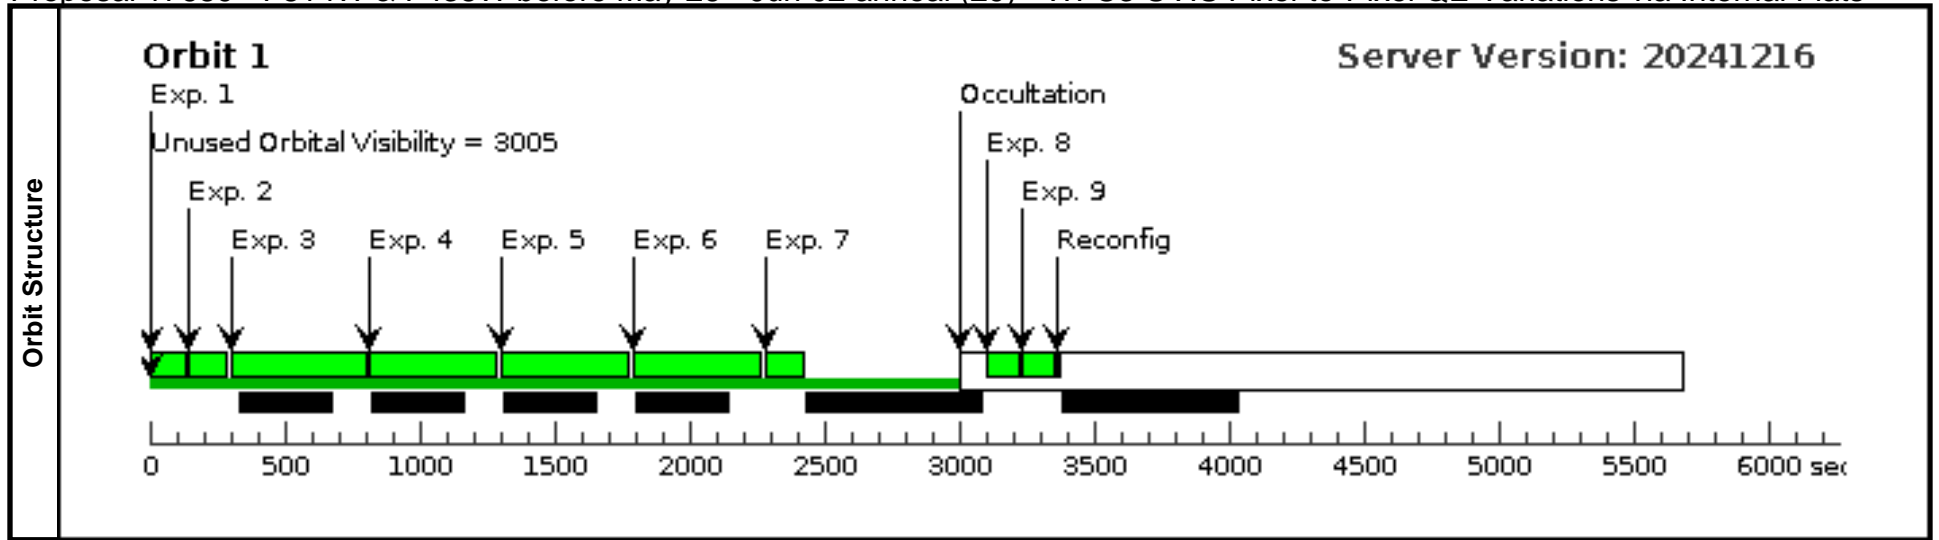 Orbit 1
Server Version: 20241216
Exp. 1
Occultation
Unused Orbital Visibility = 3005
Exp. 8
Exp. 2
Exp. 9
Exp. 3
Exp. 4
Exp. 5
Exp. 6
Exp. 7
Reconfig
Orbit Structure
0
500
1000
1500
2000
2500
3000
3500
4000
4500
5000
5500
6000 sec